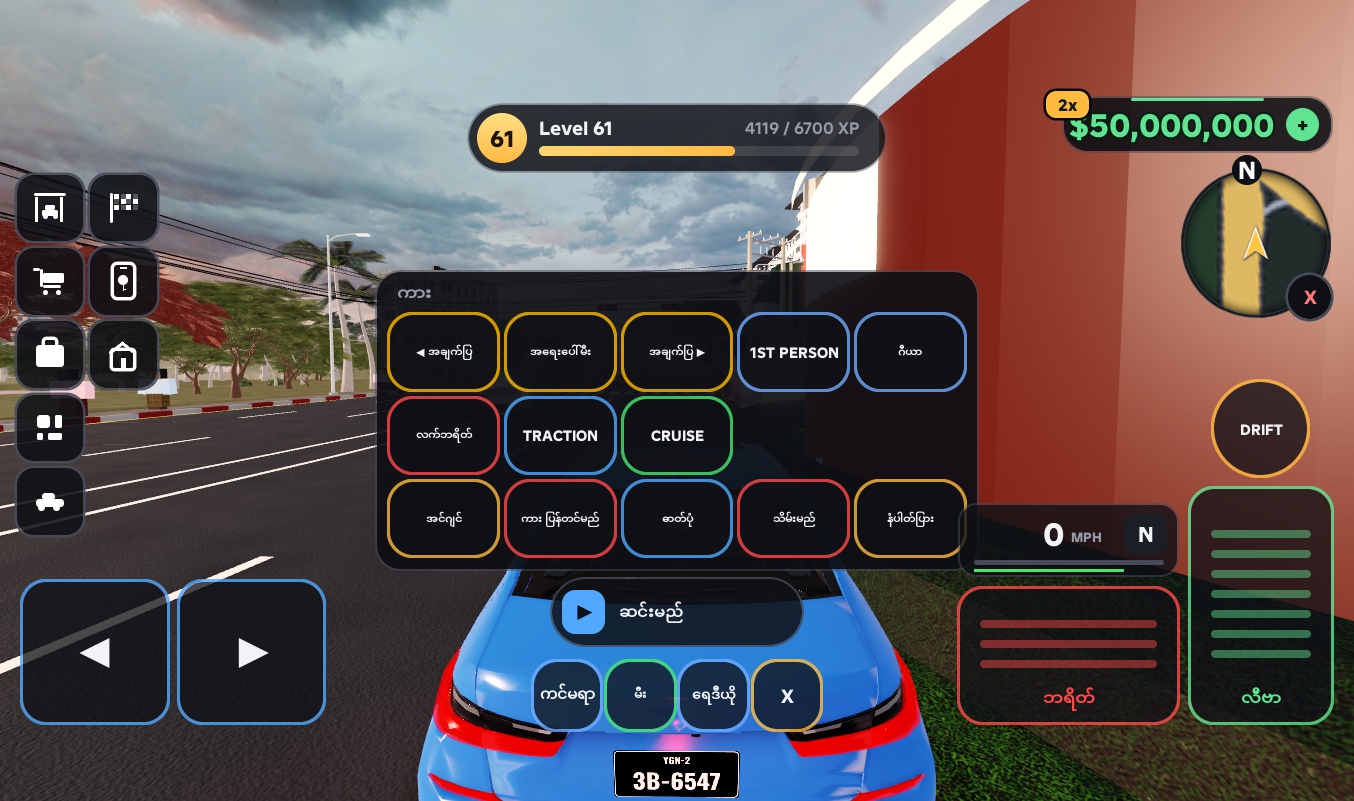 61
Level 61
4119 / 6700 XP
2x
$50,000,000
+
N
X
ကား
◀ အချက်ပြ
အရေးပေါ်မီး
အချက်ပြ ▶
1ST PERSON
ဂီယာ
လက်ဘရိတ်
TRACTION
CRUISE
DRIFT
အင်ဂျင်
ကား ပြန်တင်မည်
ဓာတ်ပုံ
သိမ်းမည်
နံပါတ်ပြား
0 MPH
N
ဆင်းမည်
ကင်မရာ
မီး
ရေဒီယို
X
ဘရိတ်
လီဗာ
YGN-2
3B-6547